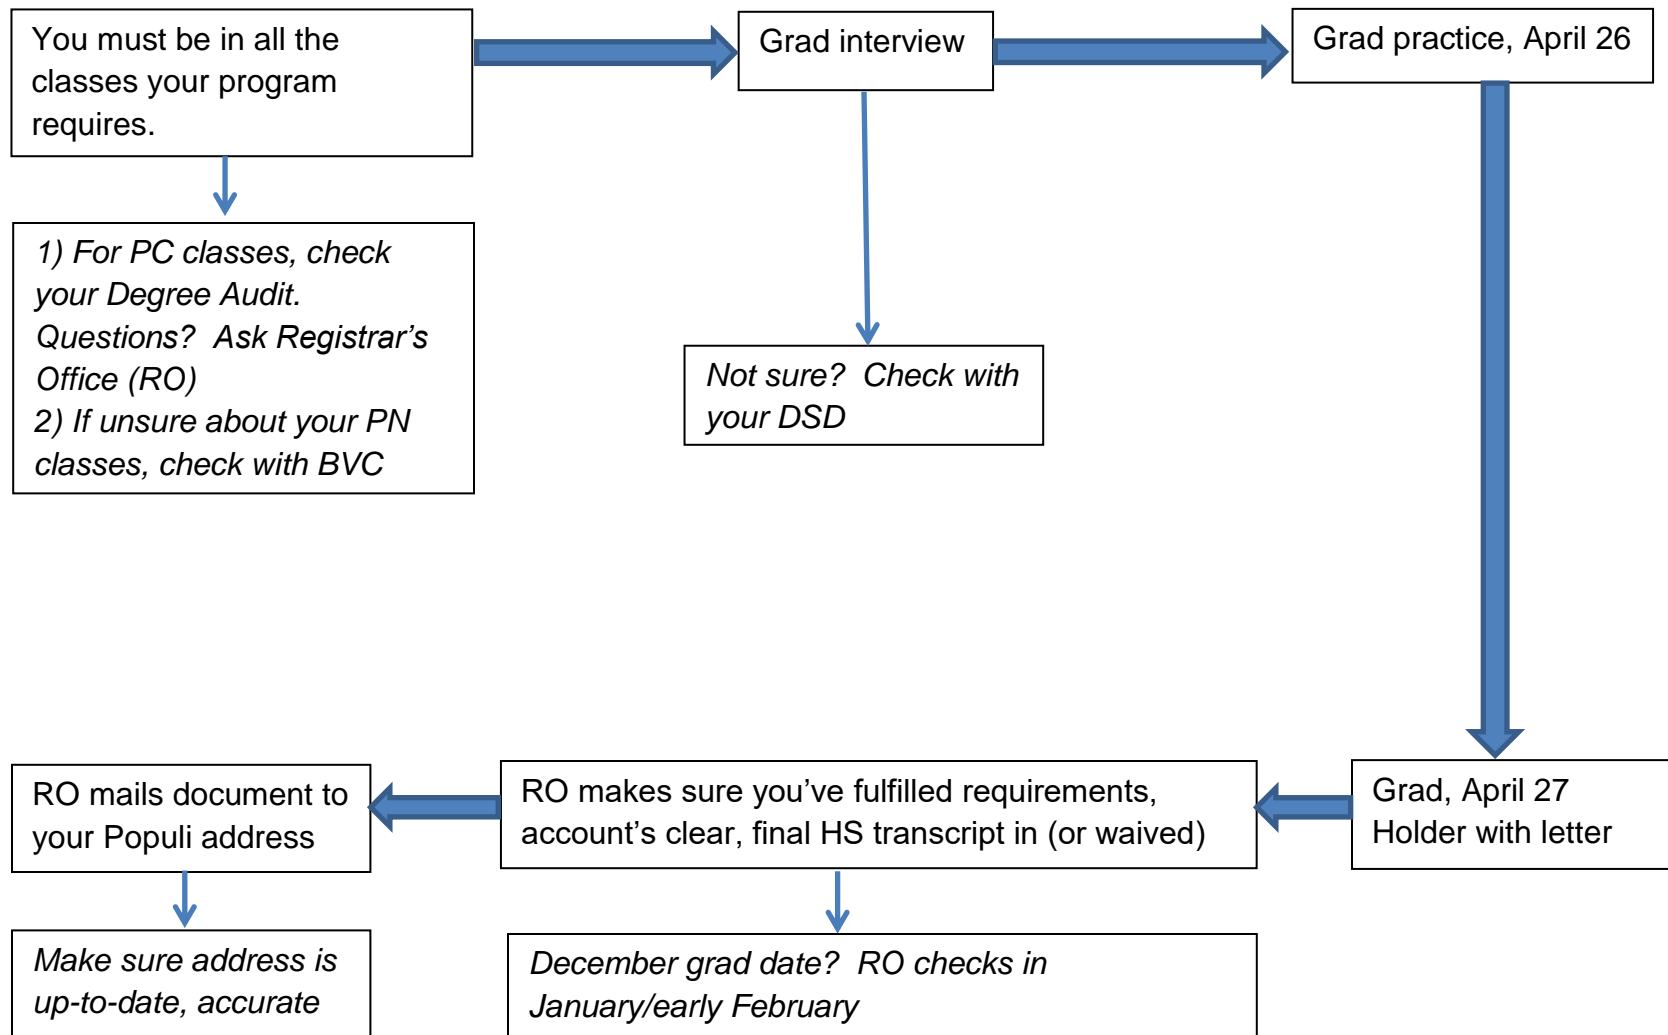 You must be in all the
classes your program
requires.
Grad interview
Grad practice, April 26
1) For PC classes, check
your Degree Audit.
Questions?  Ask Registrar’s
Office (RO)
2) If unsure about your PN
classes, check with BVC
Not sure?  Check with
your DSD
Grad, April 27
Holder with letter
RO makes sure you’ve fulfilled requirements,
account’s clear, final HS transcript in (or waived)
RO mails document to
your Populi address
December grad date?  RO checks in
January/early February
Make sure address is
up-to-date, accurate